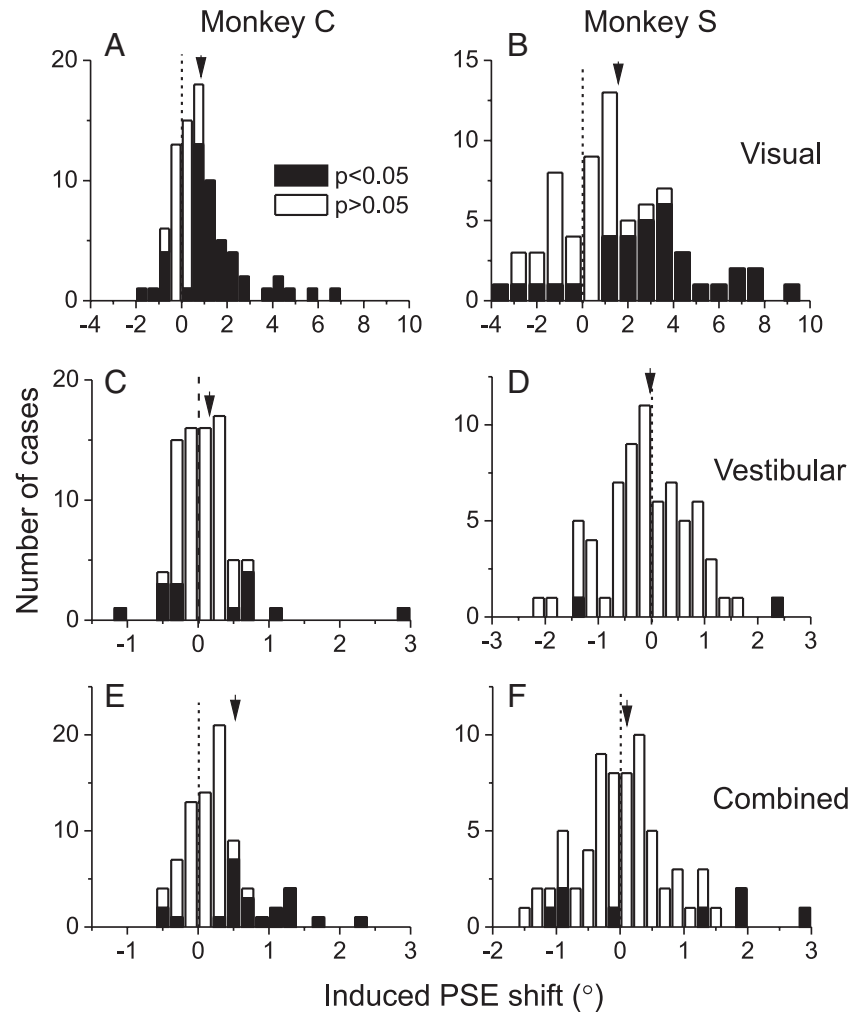 Monkey C
Monkey S
A
20
10
0
-4 -2 0 2 4 6 8 10
p<0.05
p>0.05
B
15
10
5
0
-4 -2 0 2 4 6 8 10
Visual
C
20
10
0
-1 0 1 2 3
D
10
5
0
-3 -2 -1 0 1 2 3
Vestibular
E
20
10
0
-1 0 1 2 3
F
10
5
0
-2 -1 0 1 2 3
Combined
Number of cases
Induced PSE shift (°)